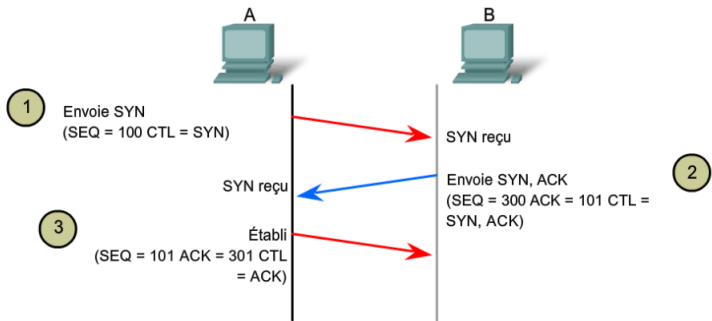 A
B
1
Envoie SYN
(SEQ = 100 CTL = SYN)
SYN reçu
2
SYN reçu
Envoie SYN, ACK
(SEQ = 300 ACK = 101 CTL =
SYN, ACK)
3
Établi
(SEQ = 101 ACK = 301 CTL
= ACK)